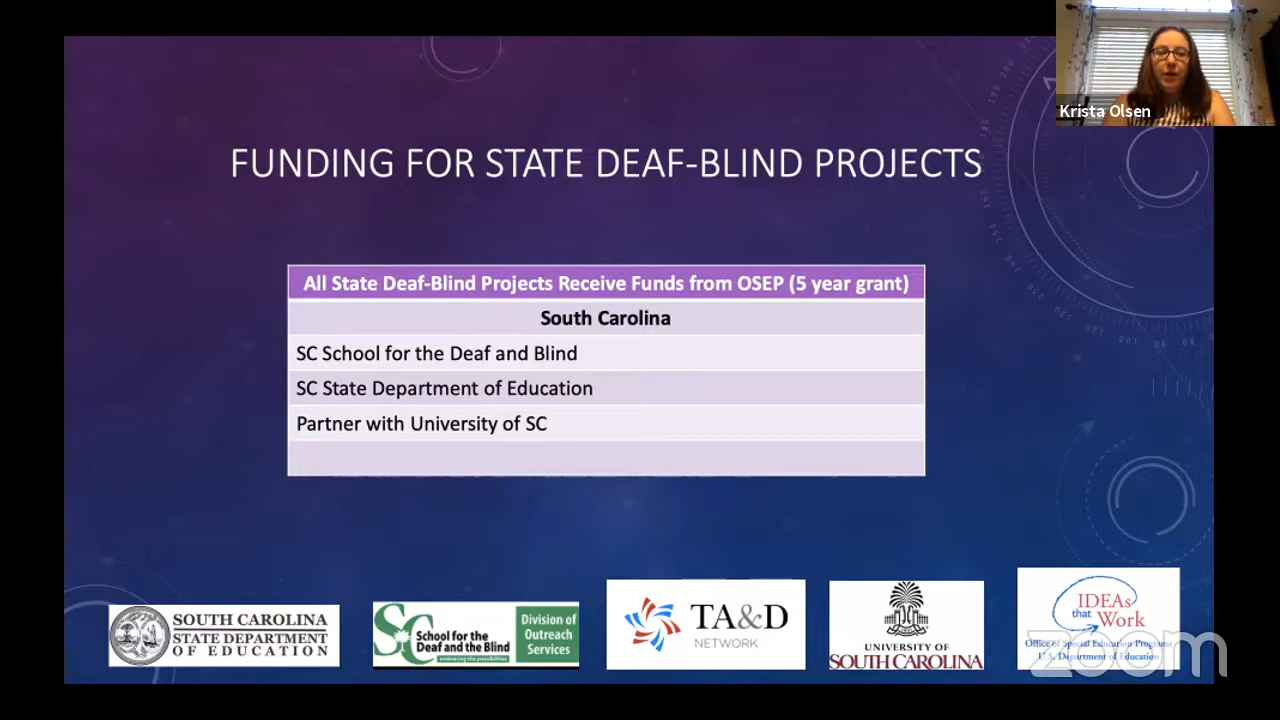 Krista Olsen
FUNDING FOR STATE DEAF-BLIND PROJECTS
All State Deaf-Blind Projects Receive Funds from OSEP (5 year grant)
South Carolina
SC School for the Deaf and Blind
SC State Department of Education
Partner with University of SC
SOUTH CAROLINA
STATE DEPARTMENT
OF EDUCATION
SC
School for the
Deaf and the Blind
embracing the possibilities
Division of
Outreach
Services
TA&D
NETWORK
UNIVERSITY OF
SOUTH CAROLINA
IDEAs
that Work
Office of Special Education Programs
U.S. Department of Education
zoom